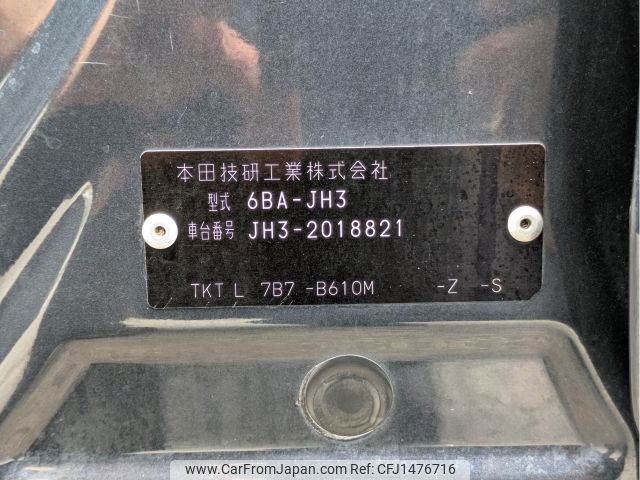 本田技研工業株式会社
型式 6BA-JH3
車台番号 JH3-2018821
TKT L 7B7 -B610M -Z -S
www.CarFromJapan.com Ref No: CFJ1476716